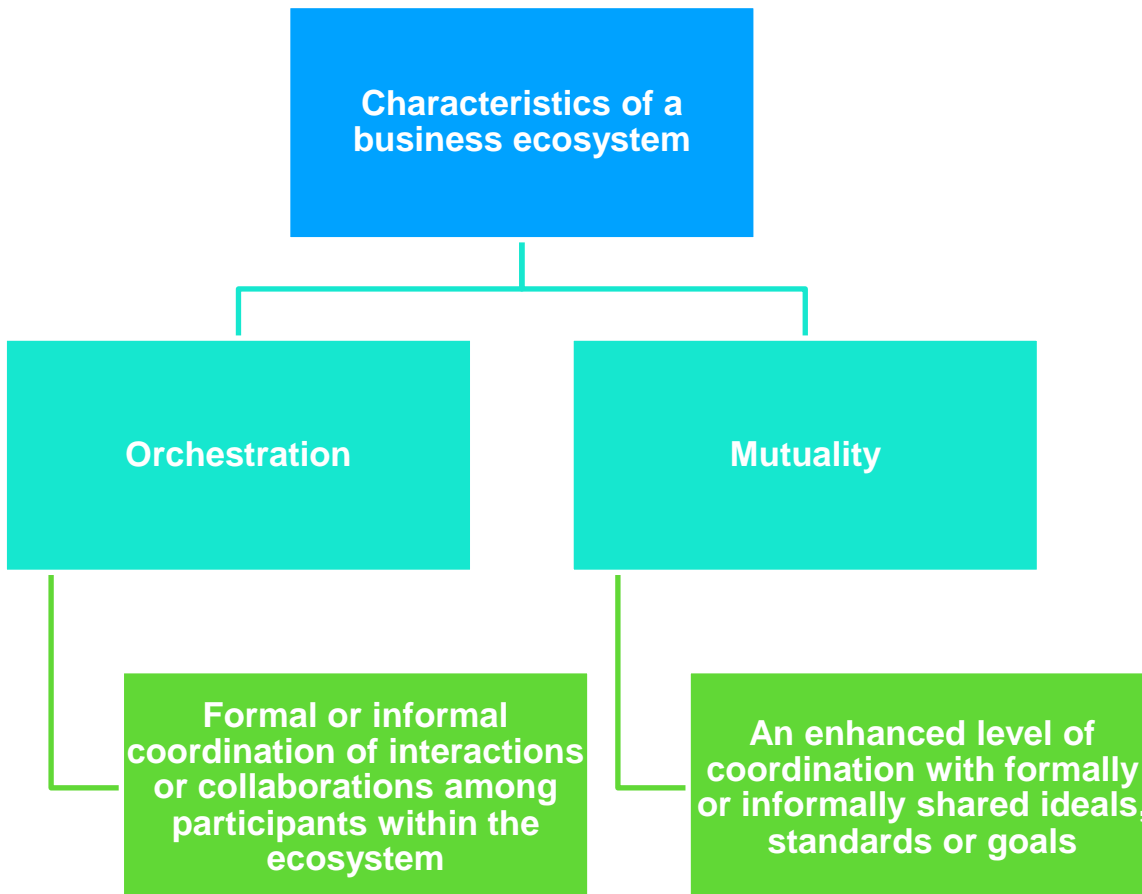 Characteristics of a
business ecosystem
Orchestration
Mutuality
Formal or informal
coordination of interactions
or collaborations among
participants within the
ecosystem
An enhanced level of
coordination with formally
or informally shared ideals,
standards or goals